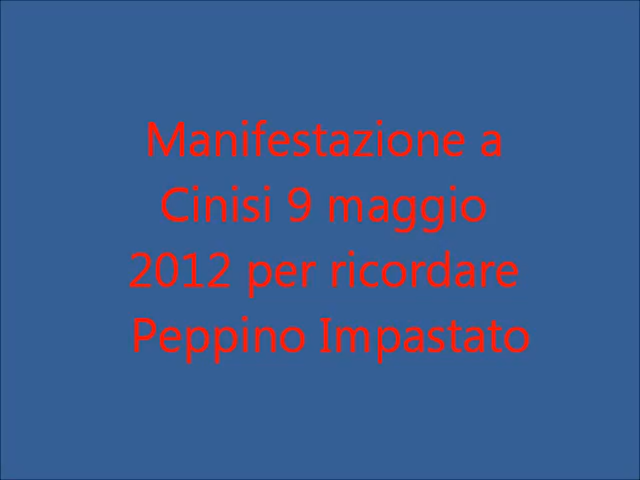 Manifestazione a
Cinisi 9 maggio
2012 per ricordare
Peppino Impastato